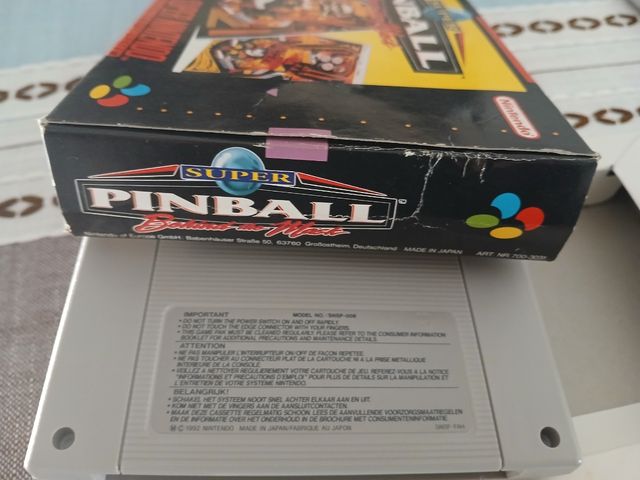 SUPER
PINBALL
Nintendo
SUPER
PINBALL
TM
Behind the Mask
Nintendo of Europe GmbH, Babenhäuser Straße 50, 63760 Großostheim, Deutschland MADE IN JAPAN ART. NR.
IMPORTANT MODEL NO.: SNSP-006
• DO NOT TURN THE POWER SWITCH ON AND OFF RAPIDLY.
• DO NOT TOUCH THE EDGE CONNECTOR WITH YOUR FINGERS.
• THIS GAME PAK MUST BE CLEANED REGULARLY. PLEASE REFER TO THE CONSUMER INFORMATION
BOOKLET FOR ADDITIONAL PRECAUTIONS AND MAINTENANCE DETAILS.
ATTENTION
• NE PAS MANIPULER L'INTERRUPTEUR ON/OFF DE FACON REPETEE.
• NE PAS TOUCHER AU CONNECTEUR PLAT DE LA CARTOUCHE NI A LA PRISE METALLIQUE
INTERIEURE DE LA CONSOLE.
• VEUILLEZ A NETTOYER REGULIEREMENT VOTRE CARTOUCHE DE JEU. REFEREZ-VOUS A LA NOTICE
"INFORMATIONS ET PRECAUTIONS D'EMPLOI" POUR PLUS DE DETAILS SUR LA MANIPULATION ET
L'ENTRETIEN DE VOTRE SYSTEME NINTENDO.
BELANGRIJK!
• SCHAKEL HET SYSTEEM NOOIT SNEL ACHTER ELKAAR AAN EN UIT.
• KOM NIET MET DE VINGERS AAN DE AANSLUITCONTACTEN.
• MAAK DEZE CASSETTE REGELMATIG SCHOON. LEES DE AANVULLENDE VOORZORGSMAATREGELEN
EN DE INFORMATIE OVER HET ONDERHOUD IN DE BROCHURE MET CONSUMENTENINFORMATIE.
© 1992 NINTENDO MADE IN JAPAN/FABRIQUE AU JAPON SNSP-FAH